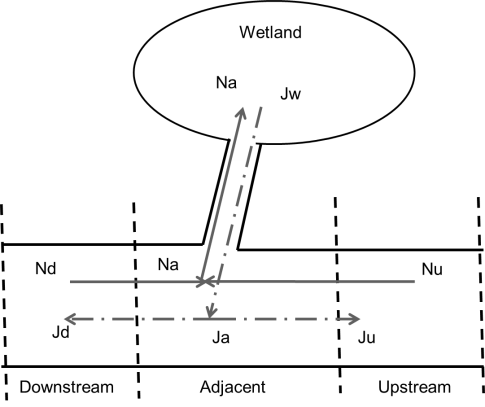 Wetland
Na
Jw
Nd
Na
Nu
Jd
Ja
Ju
Downstream
Adjacent
Upstream